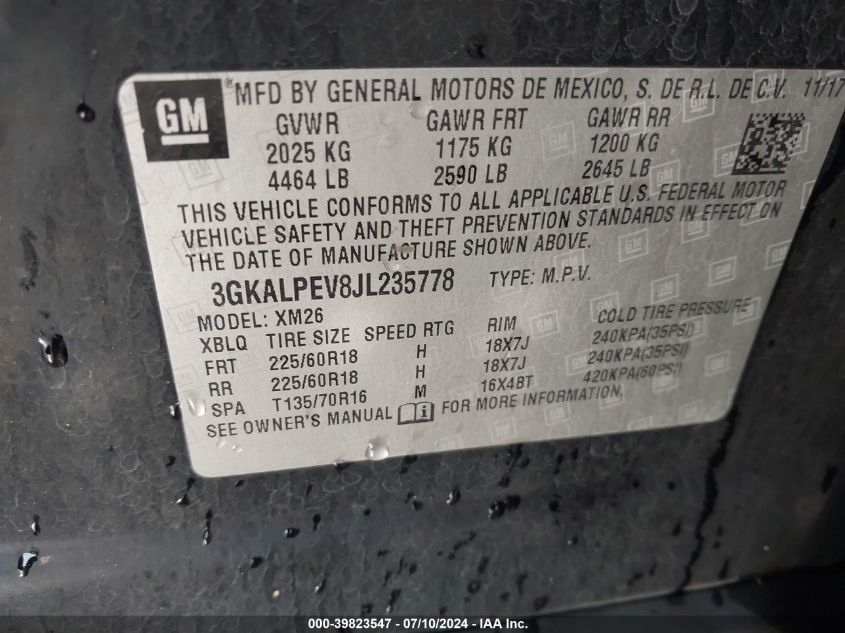 GM
® MFD BY GENERAL MOTORS DE MEXICO, S. DE R.L. DE C.V. 11/17
GVWR GAWR FRT GAWR RR
2025 KG 1175 KG 1200 KG
4464 LB 2590 LB 2645 LB
THIS VEHICLE CONFORMS TO ALL APPLICABLE U.S. FEDERAL MOTOR
VEHICLE SAFETY AND THEFT PREVENTION STANDARDS IN EFFECT ON
THE DATE OF MANUFACTURE SHOWN ABOVE.
3GKALPEV8JL235778 TYPE: M.P.V.
MODEL: XM26
XBLQ TIRE SIZE SPEED RTG RIM COLD TIRE PRESSURE
FRT 225/60R18 H 18X7J 240KPA(35PSI)
RR 225/60R18 H 18X7J 240KPA(35PSI)
SPA T135/70R16 M 16X4BT 420KPA(60PSI)
SEE OWNER'S MANUAL i FOR MORE INFORMATION.
000-39823547 - 07/10/2024 - IAAI.com